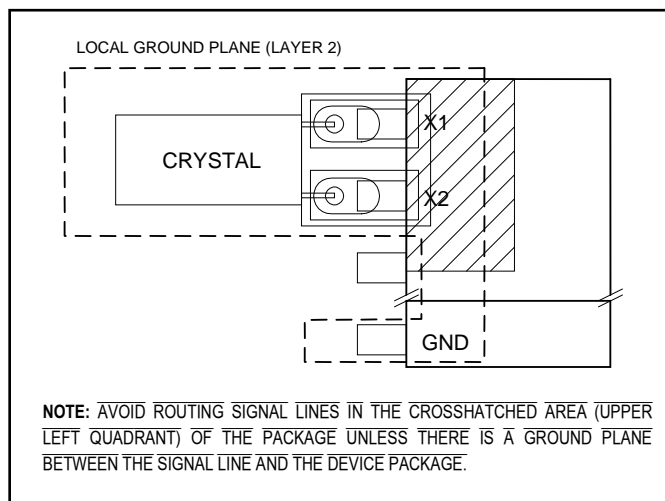 LOCAL GROUND PLANE (LAYER 2)
X1
CRYSTAL
X2
GND
NOTE: AVOID ROUTING SIGNAL LINES IN THE CROSSHATCHED AREA (UPPER
LEFT QUADRANT) OF THE PACKAGE UNLESS THERE IS A GROUND PLANE
BETWEEN THE SIGNAL LINE AND THE DEVICE PACKAGE.